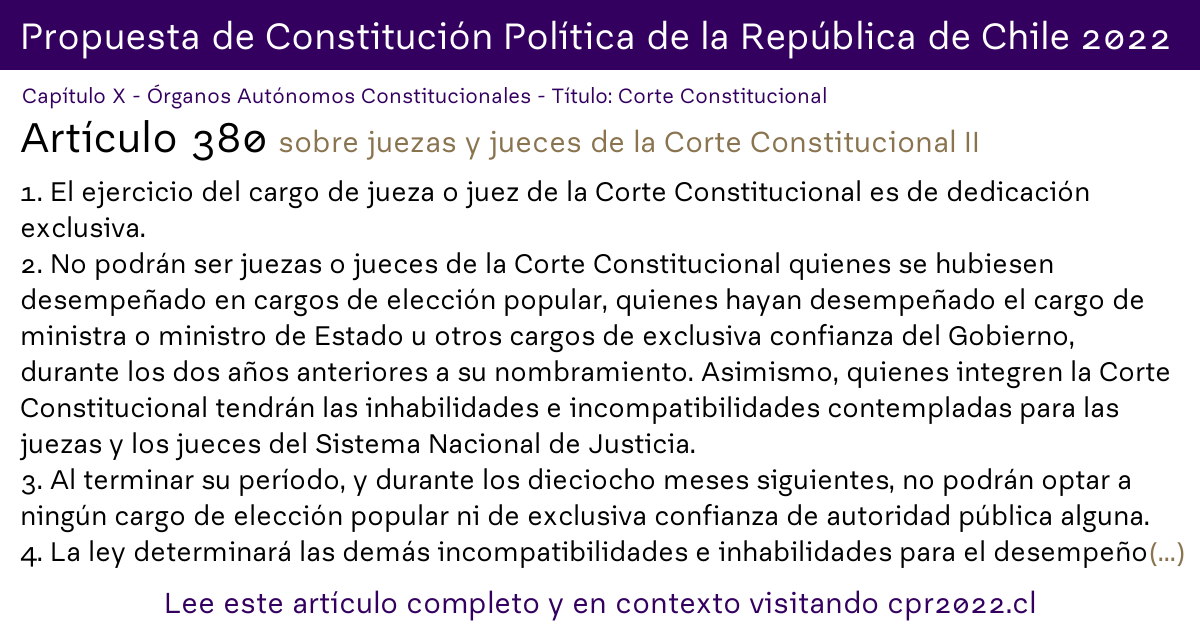 Propuesta de Constitución Política de la República de Chile 2022
Capítulo X - Órganos Autónomos Constitucionales - Título: Corte Constitucional
Artículo 380 sobre juezas y jueces de la Corte Constitucional II
1. El ejercicio del cargo de jueza o juez de la Corte Constitucional es de dedicación
exclusiva.
2. No podrán ser juezas o jueces de la Corte Constitucional quienes se hubiesen
desempeñado en cargos de elección popular, quienes hayan desempeñado el cargo de
ministra o ministro de Estado u otros cargos de exclusiva confianza del Gobierno,
durante los dos años anteriores a su nombramiento. Asimismo, quienes integren la Corte
Constitucional tendrán las inhabilidades e incompatibilidades contempladas para las
juezas y los jueces del Sistema Nacional de Justicia.
3. Al terminar su período, y durante los dieciocho meses siguientes, no podrán optar a
ningún cargo de elección popular ni de exclusiva confianza de autoridad pública alguna.
4. La ley determinará las demás incompatibilidades e inhabilidades para el desempeño(...)
Lee este artículo completo y en contexto visitando cpr2022.cl